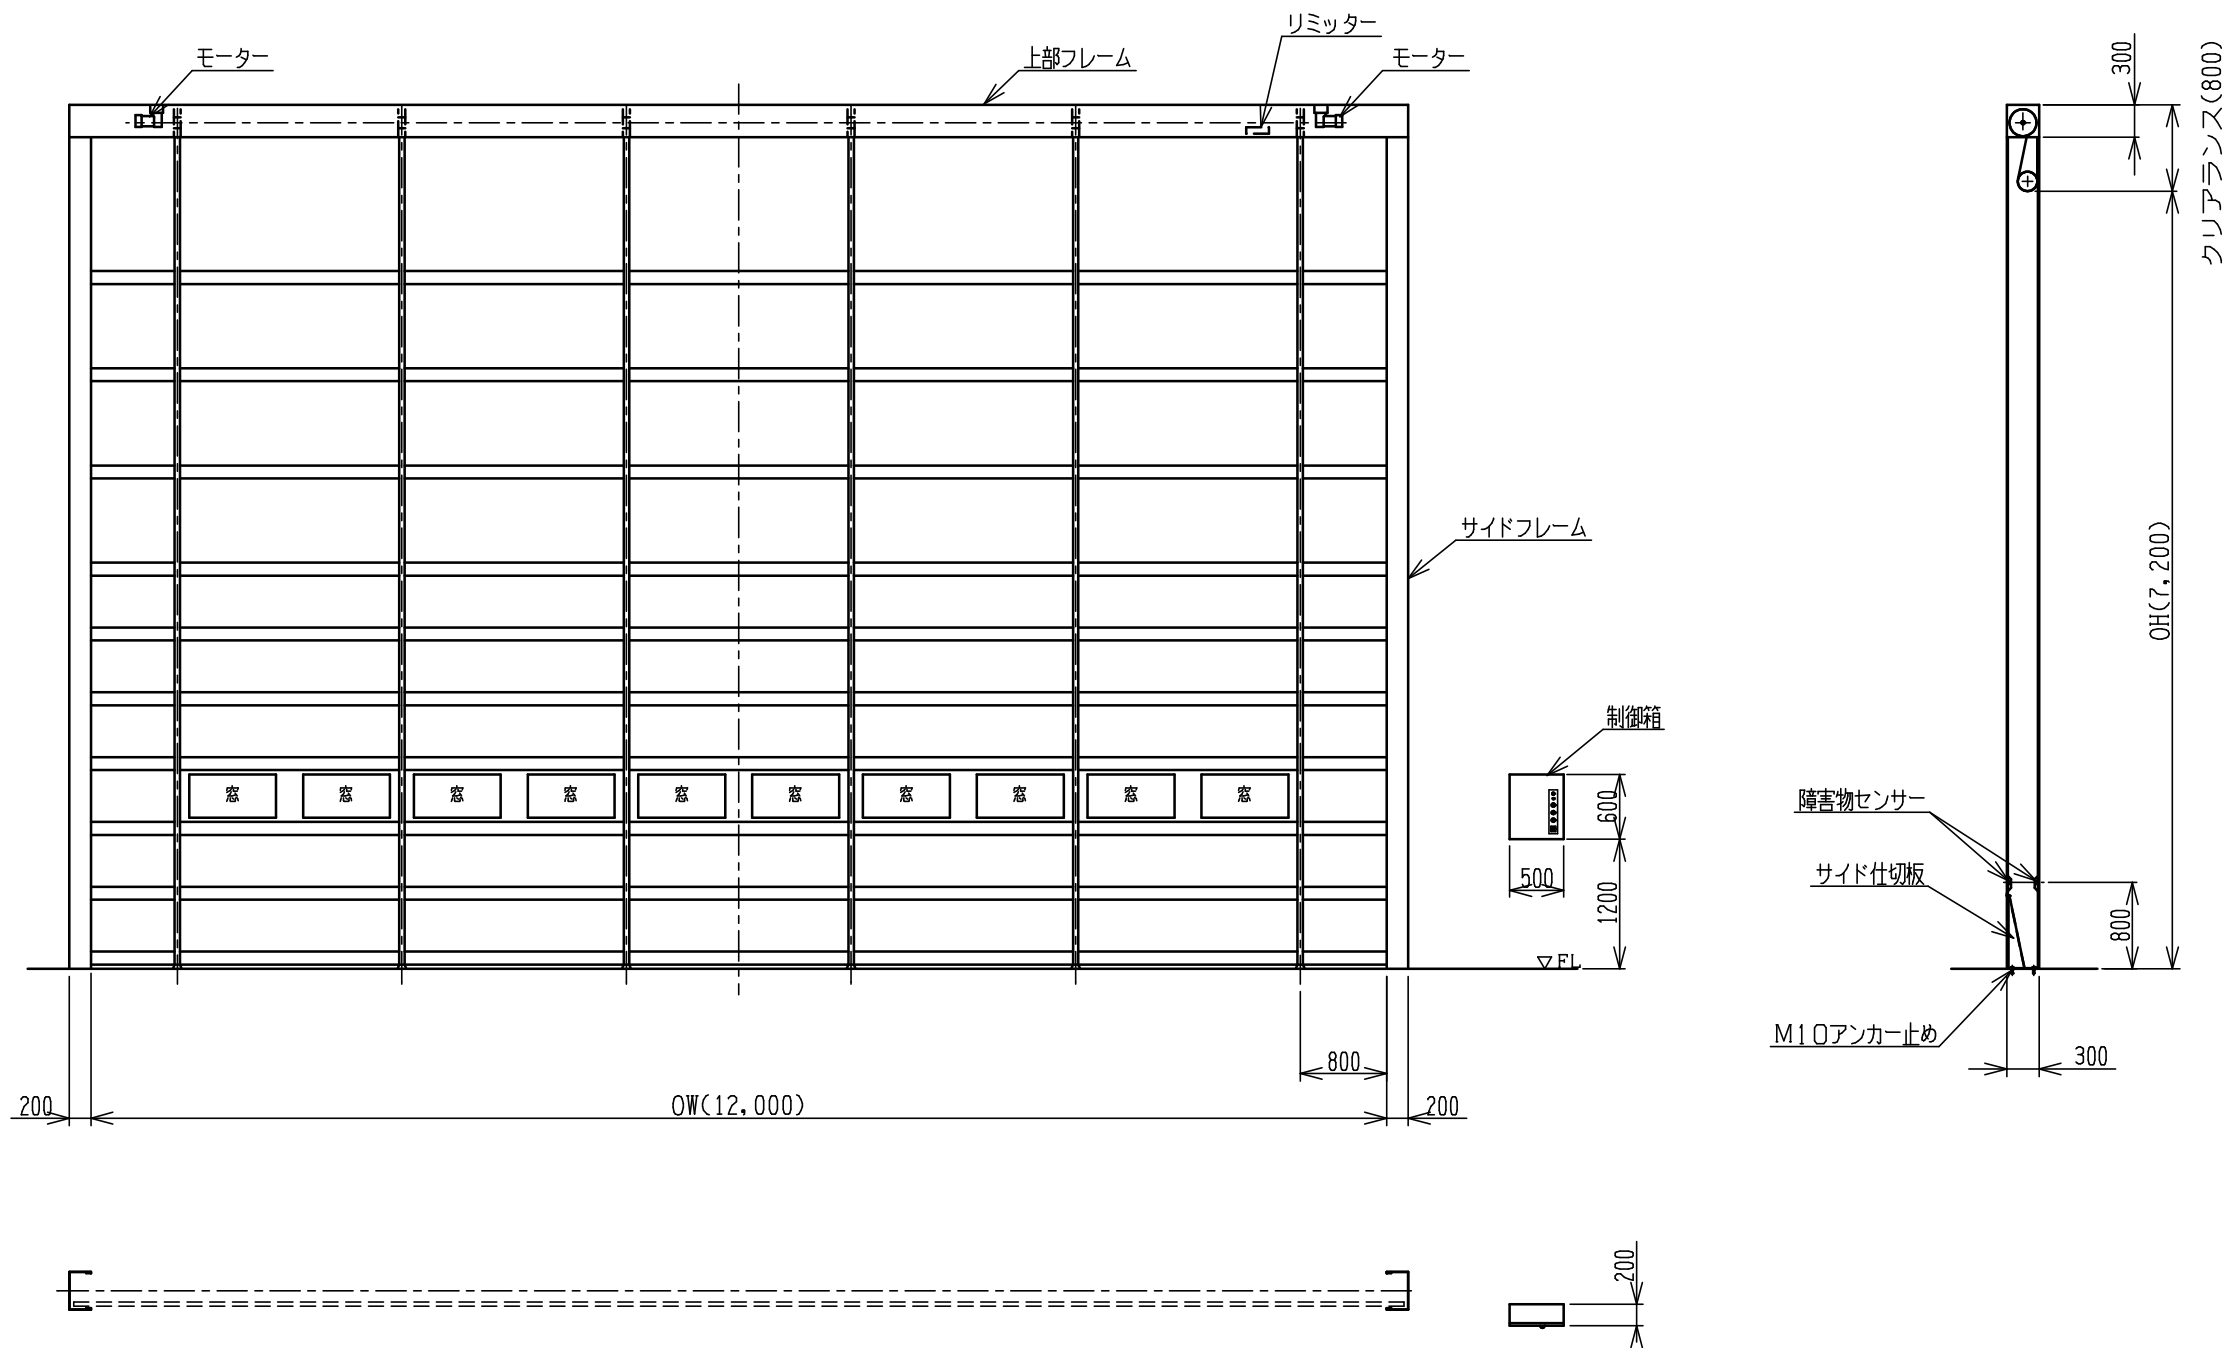 リミッター
モーター
上部フレーム
モーター
300
クリアランス(800)
サイドフレーム
OH(7,200)
制御箱
窓
窓
窓
窓
窓
窓
窓
窓
窓
窓
600
障害物センサー
500
サイド仕切板
1200
800
▽FL
M10アンカー止め
800
300
200
OW(12,000)
200
200